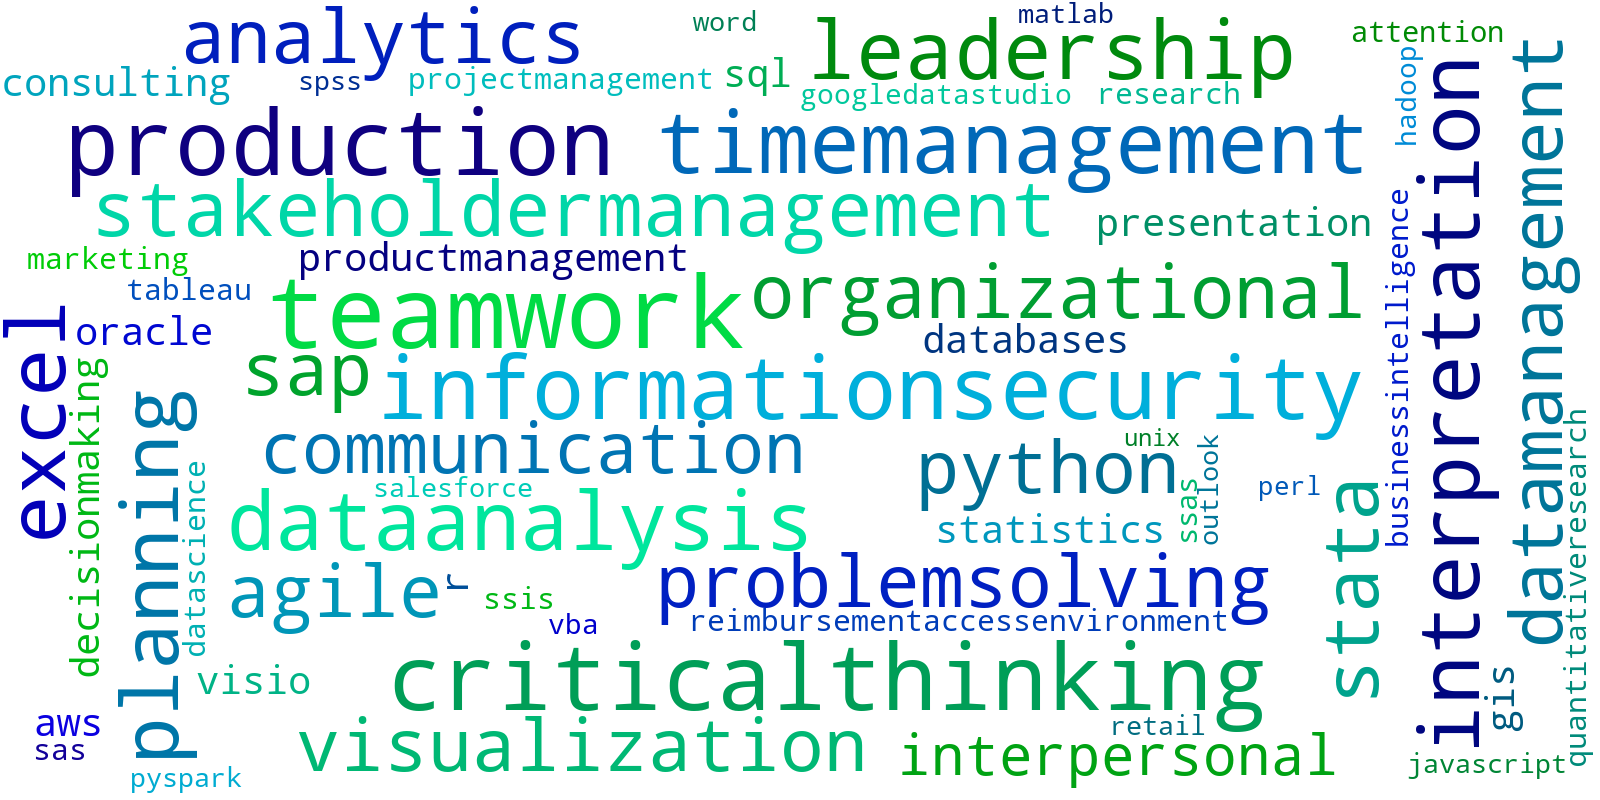 analytics
word
leadership
matlab
attention
consulting
spss
projectmanagement
sql
googledatastudio
research
hadoop
production
timemanagement
interpretation
datamanagement
stakeholdermanagement
presentation
businessintelligence
marketing
productmanagement
tableau
teamwork
organizational
excel
oracle
databases
sap
informationsecurity
decisionmaking
planning
communication
python
unix
outlook
quantitativeresearch
datascience
salesforce
ssas
perl
stata
dataanalysis
statistics
agile
r
ssis
problemsolving
vba
reimbursementaccessenvironment
visio
criticalthinking
gis
aws
sas
visualization
retail
interpersonal
pyspark
javascript